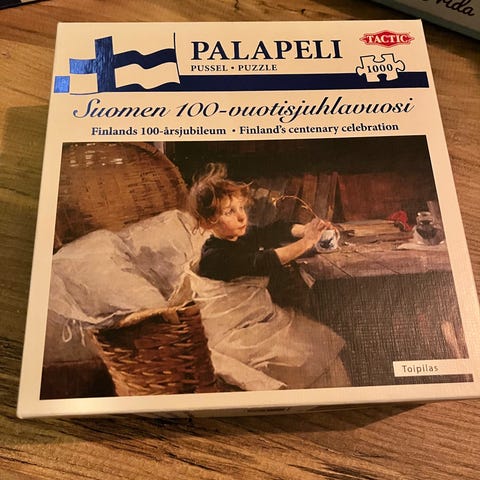 PALAPELI
TACTIC
PUSSEL • PUZZLE
1000
Suomen 100-vuotisjuhlavuosi
Finlands 100-årsjubileum • Finland's centenary celebration
Toipilas